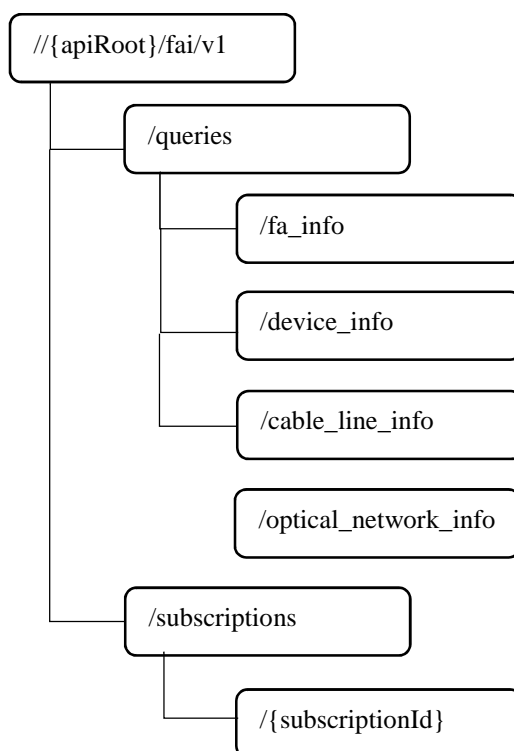 //{apiRoot}/fai/v1
/queries
/fa_info
/device_info
/cable_line_info
/optical_network_info
/subscriptions
/{subscriptionId}